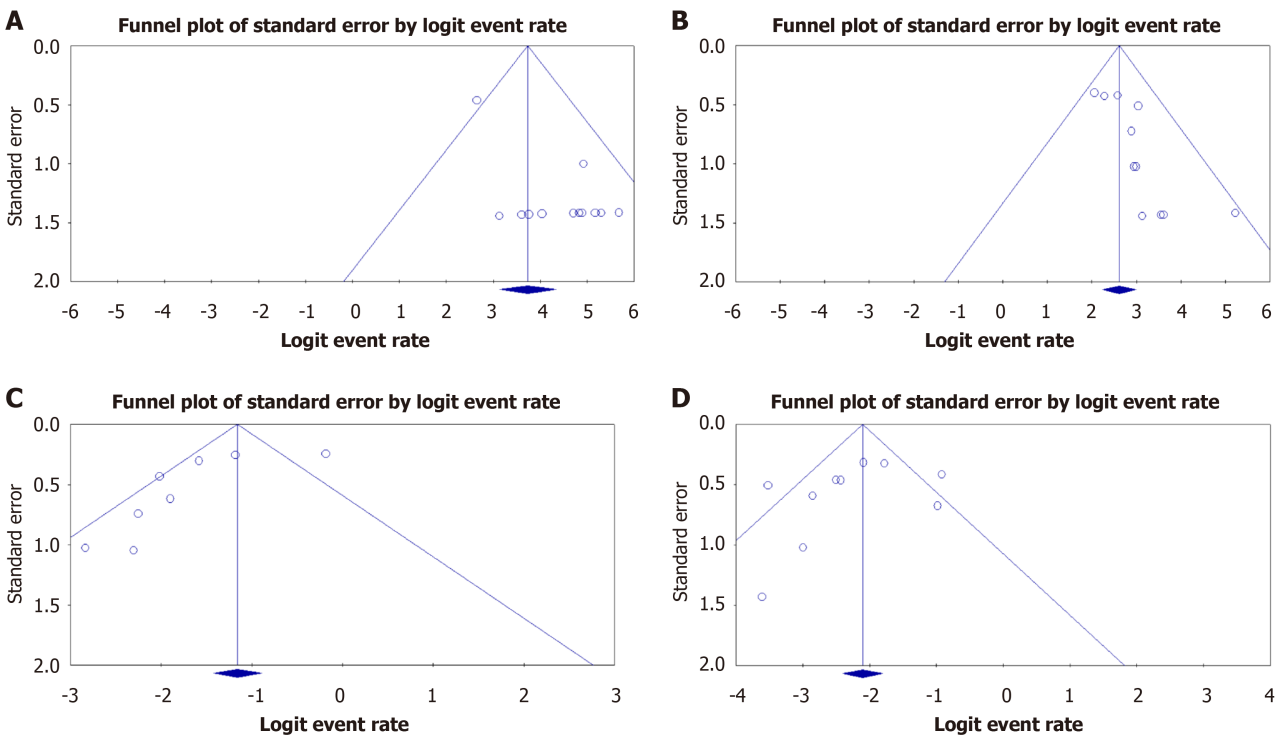 A
Funnel plot of standard error by logit event rate
0.0
0.5
1.0
1.5
2.0
Standard error
-6 -5 -4 -3 -2 -1 0 1 2 3 4 5 6
Logit event rate
B
Funnel plot of standard error by logit event rate
0.0
0.5
1.0
1.5
2.0
Standard error
-6 -5 -4 -3 -2 -1 0 1 2 3 4 5 6
Logit event rate
C
Funnel plot of standard error by logit event rate
0.0
0.5
1.0
1.5
2.0
Standard error
-3 -2 -1 0 1 2 3
Logit event rate
D
Funnel plot of standard error by logit event rate
0.0
0.5
1.0
1.5
2.0
Standard error
-4 -3 -2 -1 0 1 2 3 4
Logit event rate